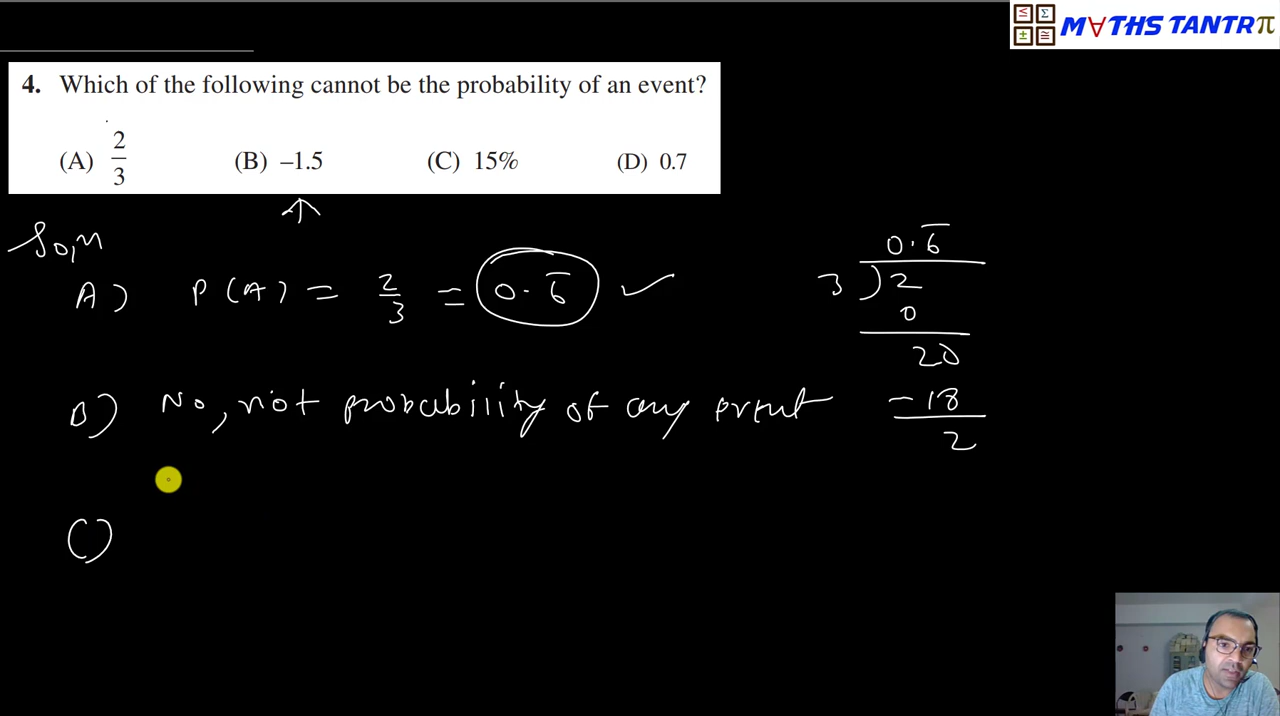 ≤ Σ ± ≅ M∀THS TANTRπ
4. Which of the following cannot be the probability of an event?
(A) 2/3 (B) –1.5 (C) 15% (D) 0.7
Soln
A) P(A) = 2/3 = 0.6̅ ✓
B) No, not probability of any event
C)
0.6̅
3 ) 2
0
20
– 18
2